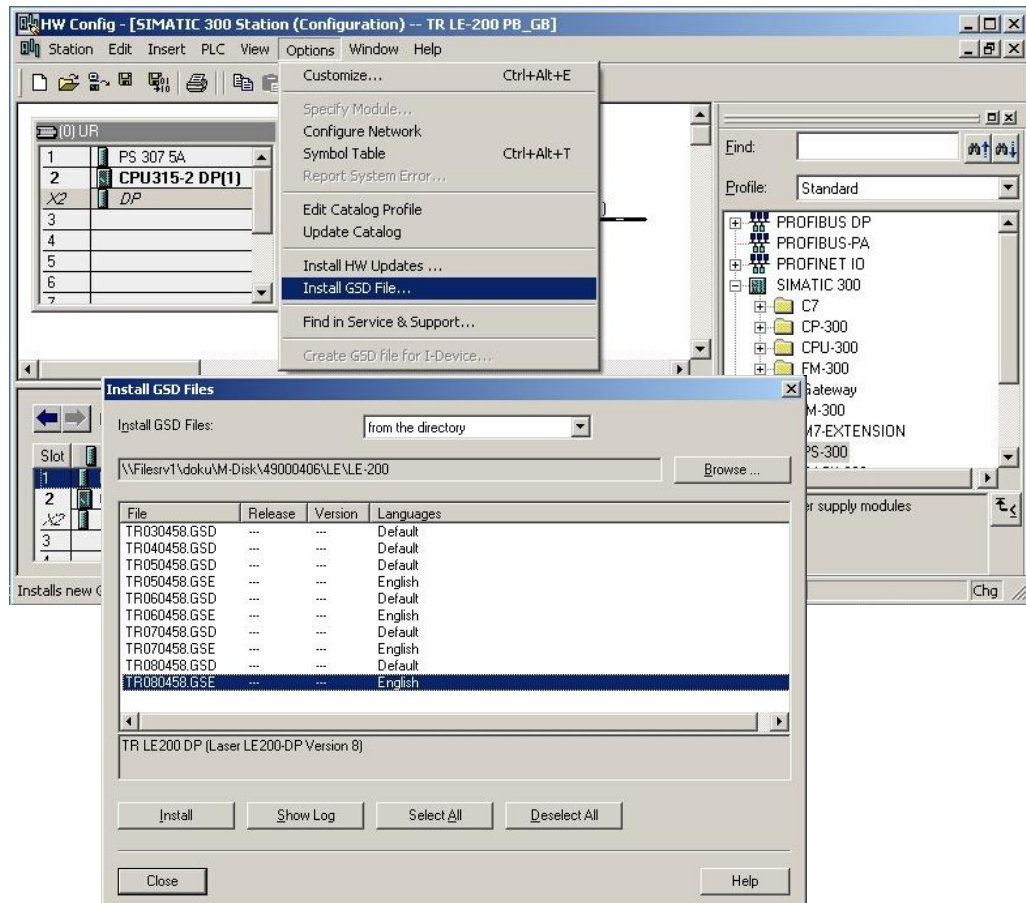 HW Config - [SIMATIC 300 Station (Configuration) -- TR LE-200 PB_GB]
Station Edit Insert PLC View Options Window Help
Customize... Ctrl+Alt+E
Specify Module...
Configure Network
Symbol Table Ctrl+Alt+T
Report System Error...
Edit Catalog Profile
Update Catalog
Install HW Updates ...
Install GSD File...
Find in Service & Support...
Create GSD file for I-Device...
(0) UR
1 PS 307 5A
2 CPU315-2 DP(1)
X2 DP
3
4
5
6
7
Find:
Profile: Standard
PROFIBUS DP
PROFIBUS-PA
PROFINET IO
SIMATIC 300
C7
CP-300
CPU-300
FM-300
ateway
M-300
M7-EXTENSION
PS-300
er supply modules
Slot
1
2
X2
3
Installs new
Chg
Install GSD Files
Install GSD Files: from the directory
\\Filesrv1\doku\M-Disk\49000406\LE\LE-200
Browse ...
File Release Version Languages
TR030458.GSD --- --- Default
TR040458.GSD --- --- Default
TR050458.GSD --- --- Default
TR050458.GSE --- --- English
TR060458.GSD --- --- Default
TR060458.GSE --- --- English
TR070458.GSD --- --- Default
TR070458.GSE --- --- English
TR080458.GSD --- --- Default
TR080458.GSE --- --- English
TR LE200 DP (Laser LE200-DP Version 8)
Install Show Log Select All Deselect All
Close Help